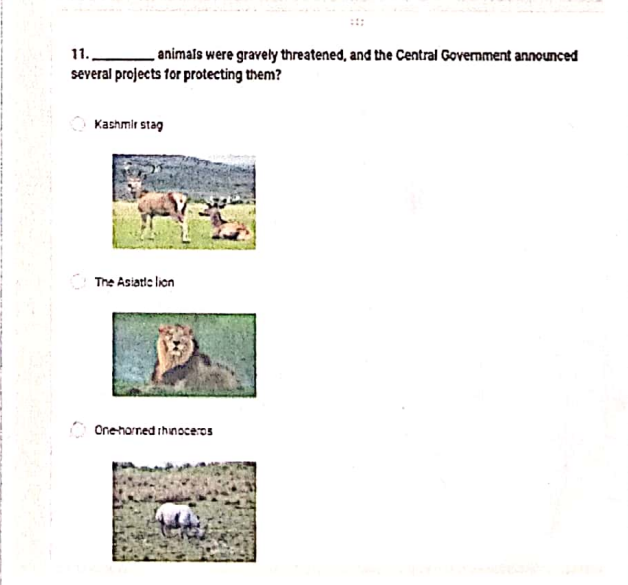 11. ________ animals were gravely threatened, and the Central Government announced
several projects for protecting them?
Kashmir stag
The Asiatic lion
One-horned rhinoceros